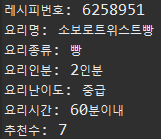 레시피번호: 6258951
요리명: 소보로트위스트빵
요리종류: 빵
요리인분: 2인분
요리난이도: 중급
요리시간: 60분이내
추천수: 7